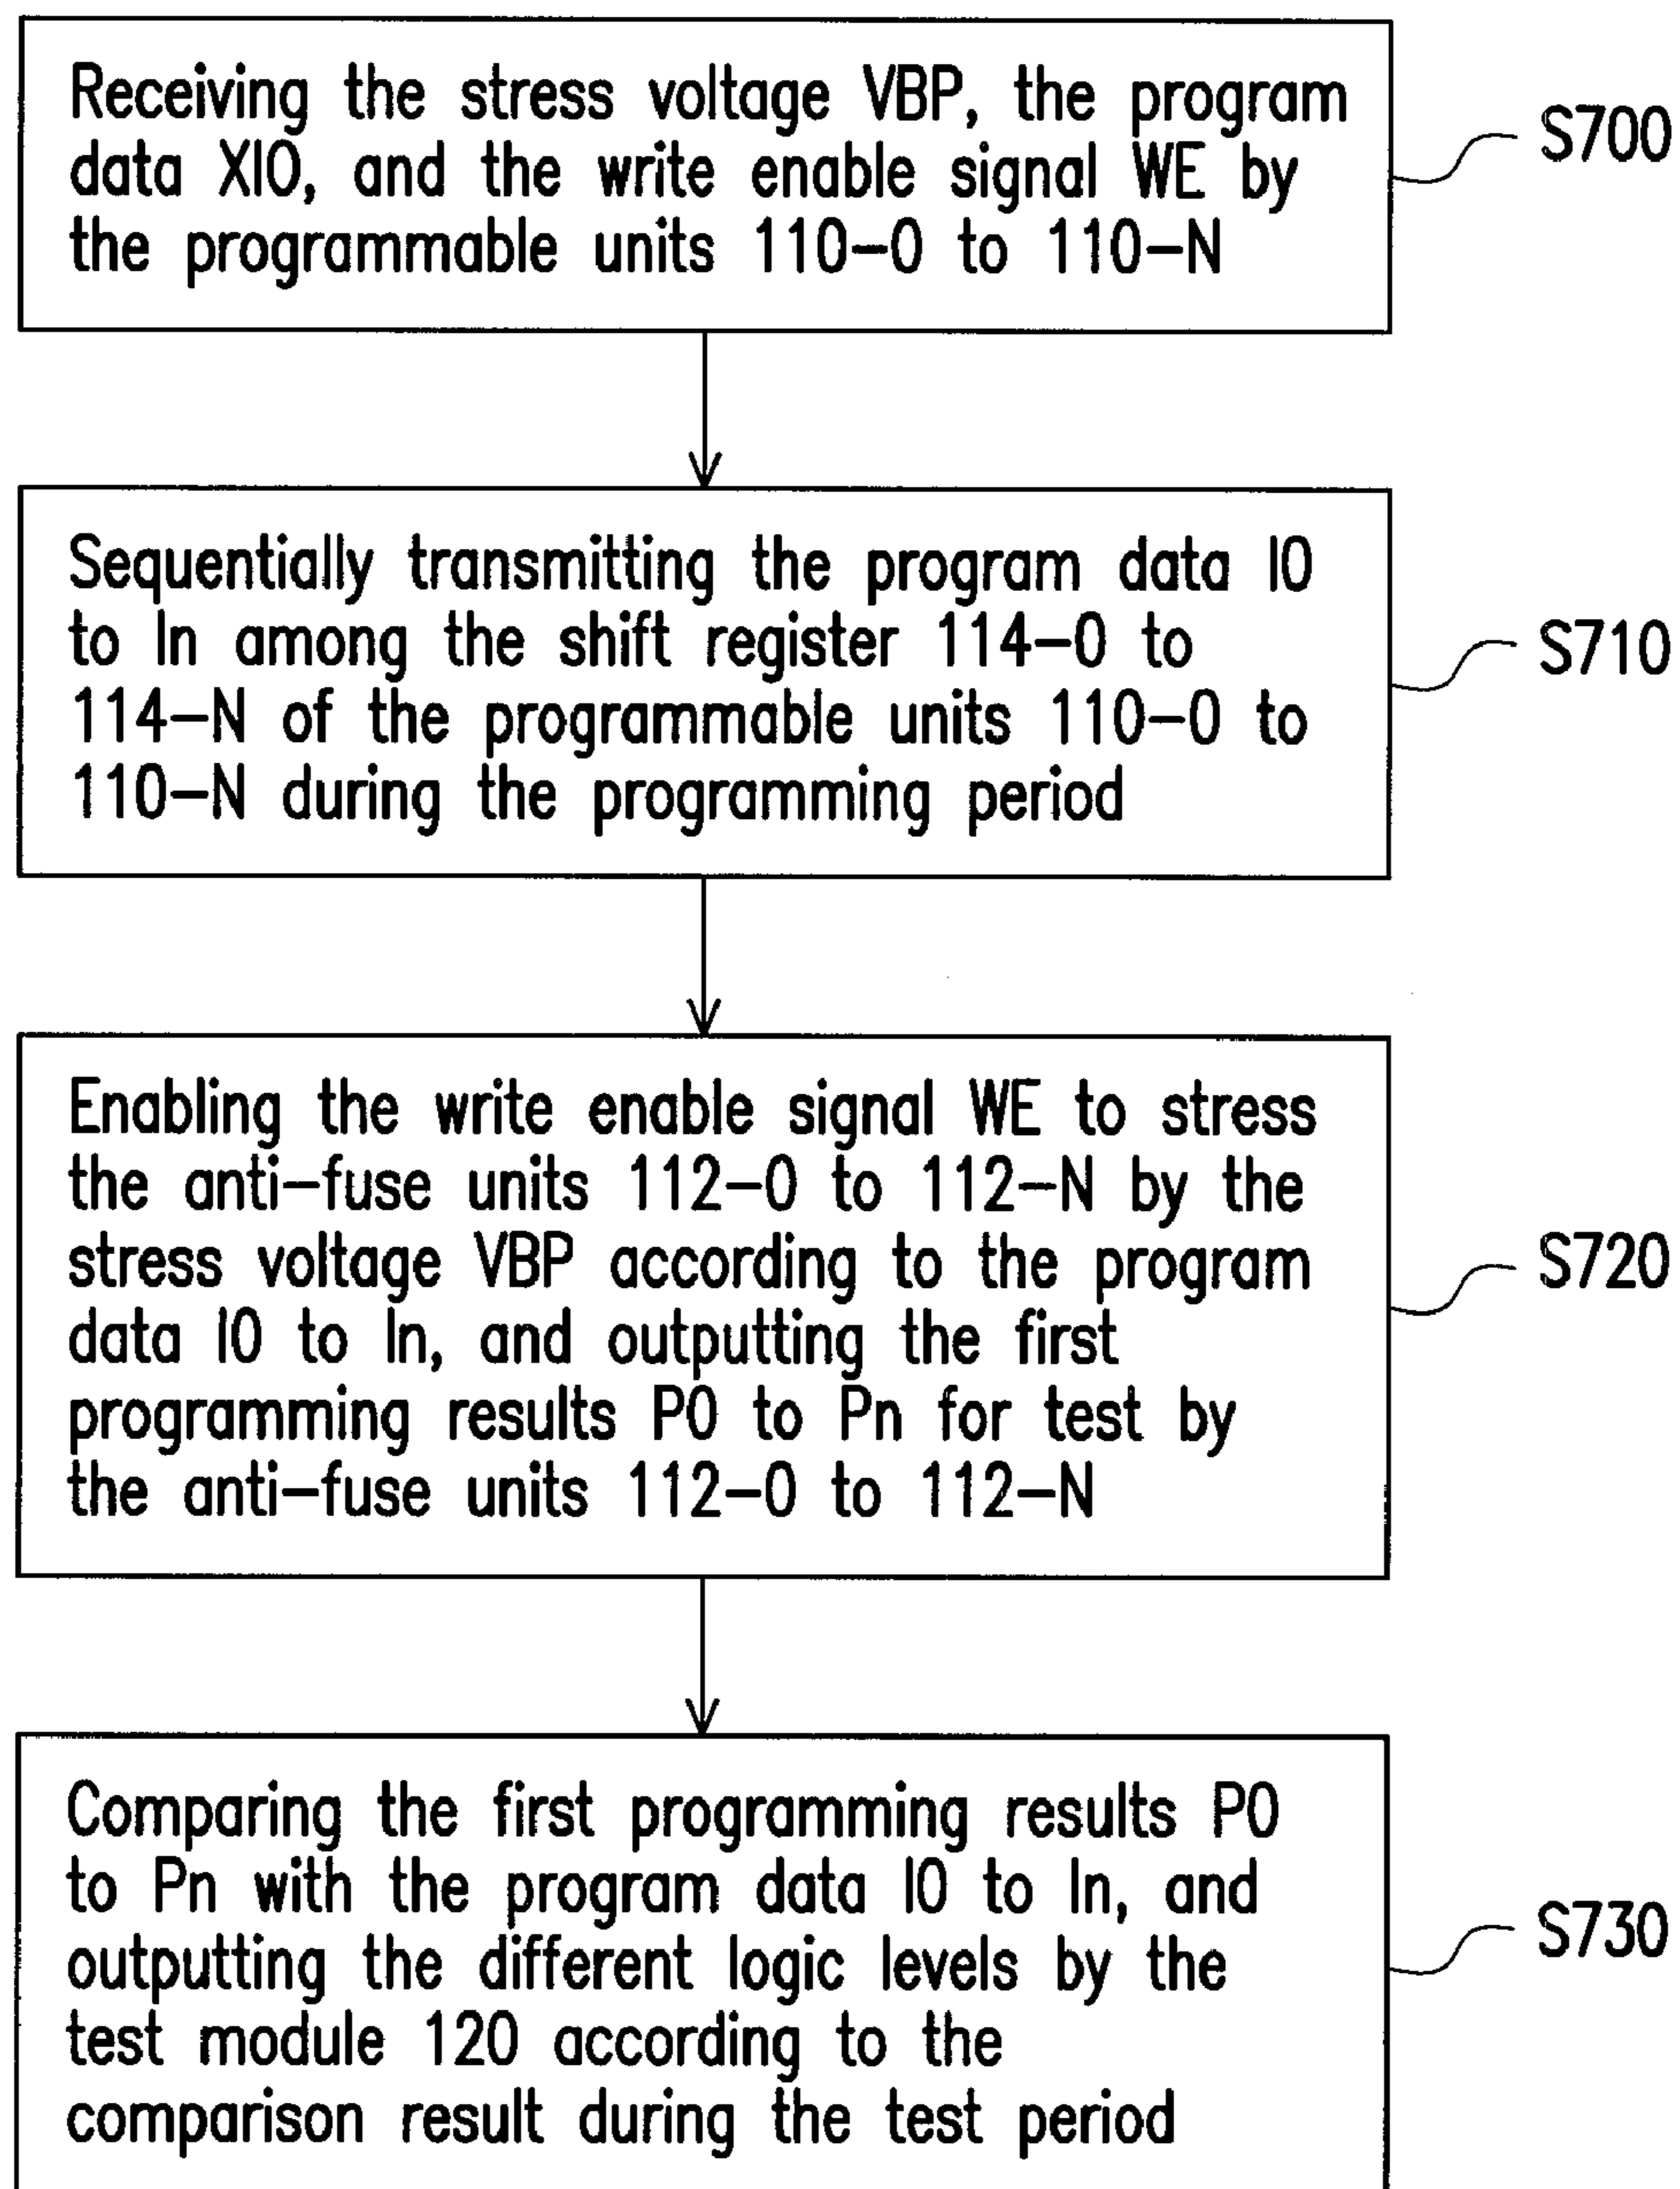 Receiving the stress voltage VBP, the program
data XIO, and the write enable signal WE by
the programmable units 110-0 to 110-N
S700
Sequentially transmitting the program data I0
to In among the shift register 114-0 to
114-N of the programmable units 110-0 to
110-N during the programming period
S710
Enabling the write enable signal WE to stress
the anti-fuse units 112-0 to 112-N by the
stress voltage VBP according to the program
data I0 to In, and outputting the first
programming results P0 to Pn for test by
the anti-fuse units 112-0 to 112-N
S720
Comparing the first programming results P0
to Pn with the program data I0 to In, and
outputting the different logic levels by the
test module 120 according to the
comparison result during the test period
S730